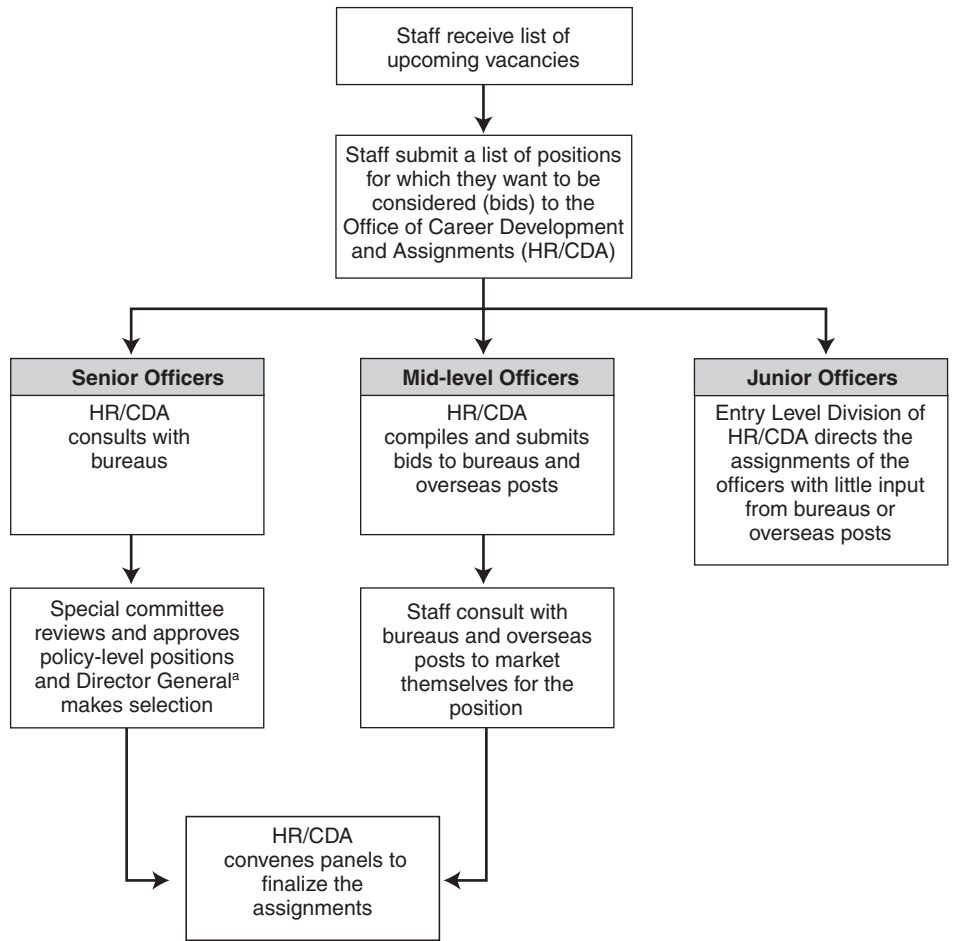 Staff receive list of
upcoming vacancies
Staff submit a list of positions
for which they want to be
considered (bids) to the
Office of Career Development
and Assignments (HR/CDA)
Senior Officers
HR/CDA
consults with
bureaus
Mid-level Officers
HR/CDA
compiles and submits
bids to bureaus and
overseas posts
Junior Officers
Entry Level Division of
HR/CDA directs the
assignments of the
officers with little input
from bureaus or
overseas posts
Special committee
reviews and approves
policy-level positions
and Director Generalᵃ
makes selection
Staff consult with
bureaus and overseas
posts to market
themselves for the
position
HR/CDA
convenes panels to
finalize the
assignments